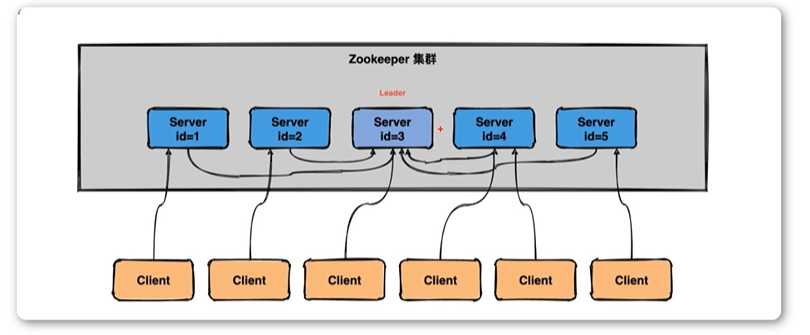 Zookeeper 集群
Leader
Server
id=1
Server
id=2
Server
id=3
+
Server
id=4
Server
id=5
Client
Client
Client
Client
Client
Client